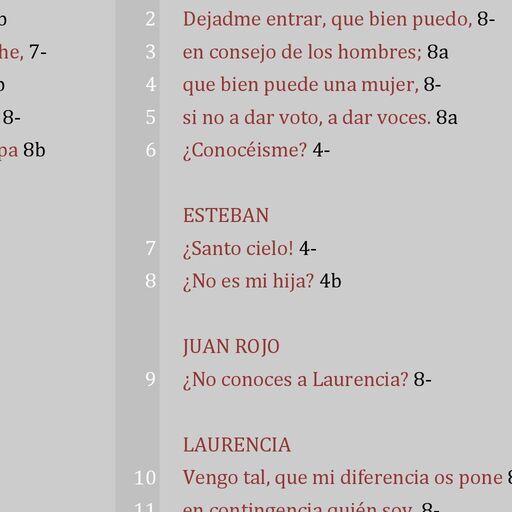 b
he, 7-
b
8-
pa 8b
2 Dejadme entrar, que bien puedo, 8-
3 en consejo de los hombres; 8a
4 que bien puede una mujer, 8-
5 si no a dar voto, a dar voces. 8a
6 ¿Conocéisme? 4-
ESTEBAN
7 ¿Santo cielo! 4-
8 ¿No es mi hija? 4b
JUAN ROJO
9 ¿No conoces a Laurencia? 8-
LAURENCIA
10 Vengo tal, que mi diferencia os pone 8
11 en contingencia quién soy. 8-